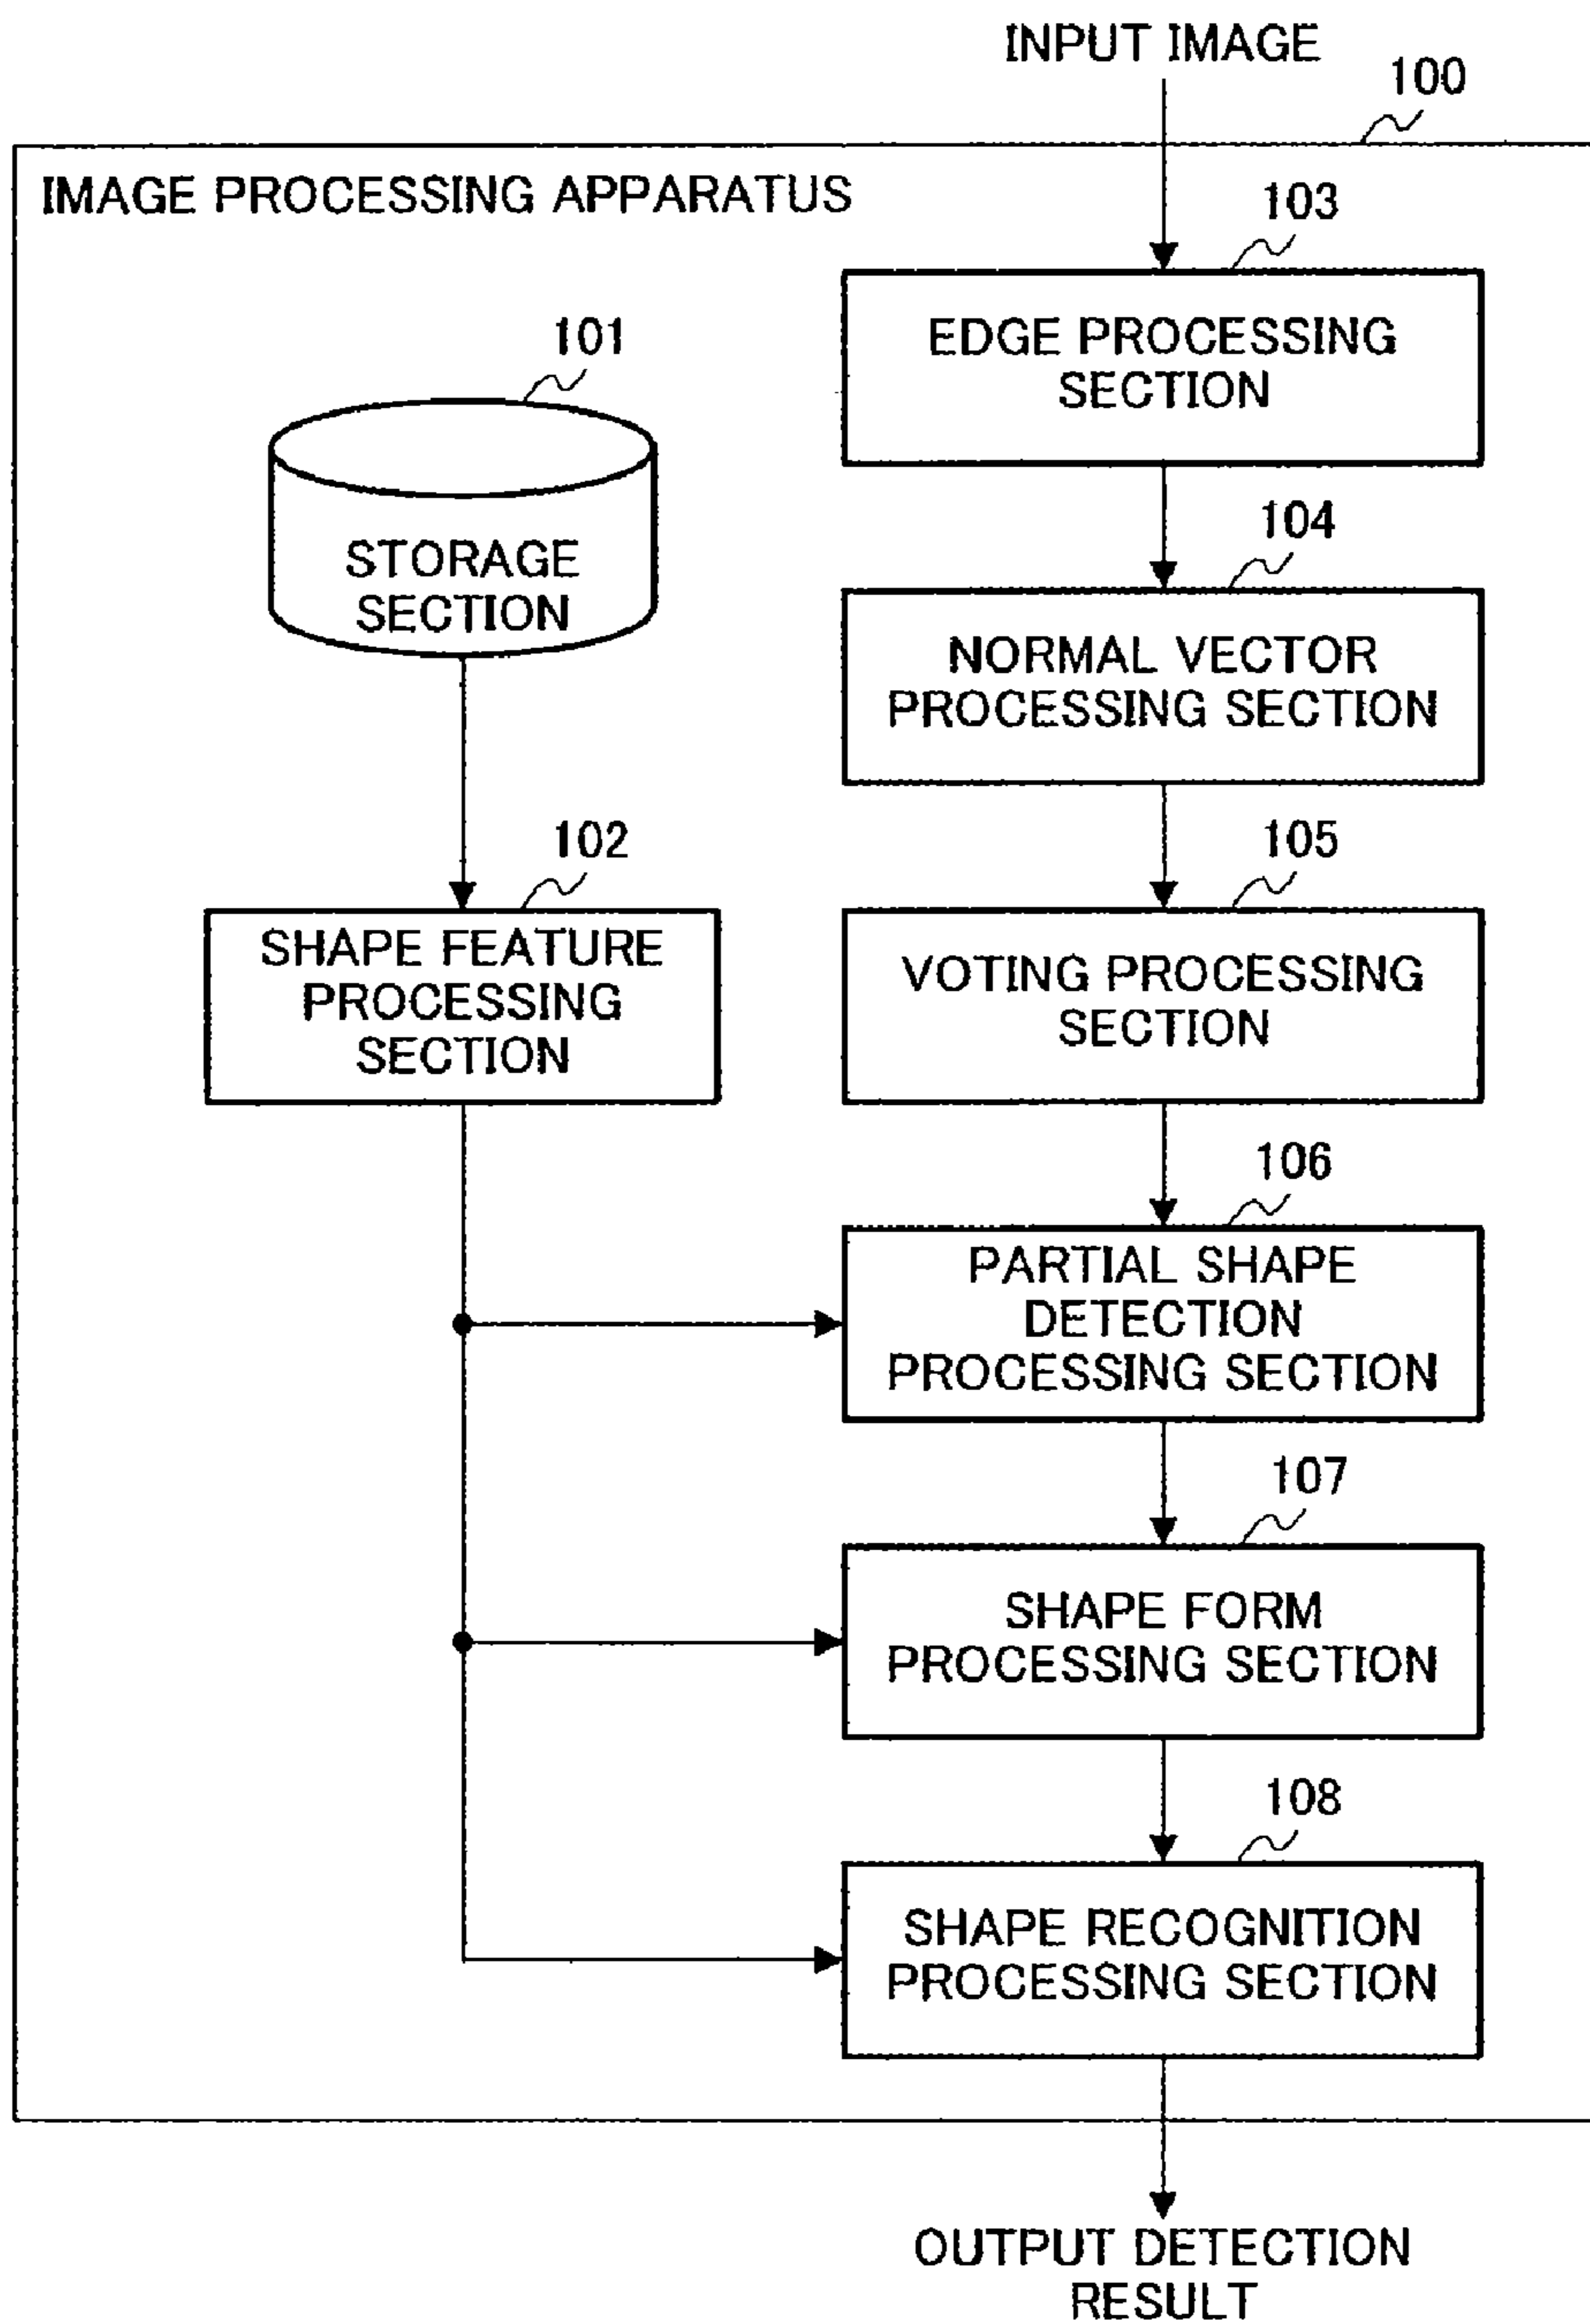 INPUT IMAGE
100
IMAGE PROCESSING APPARATUS
103
EDGE PROCESSING
SECTION
101
STORAGE
SECTION
104
NORMAL VECTOR
PROCESSING SECTION
102
SHAPE FEATURE
PROCESSING
SECTION
105
VOTING PROCESSING
SECTION
106
PARTIAL SHAPE
DETECTION
PROCESSING SECTION
107
SHAPE FORM
PROCESSING SECTION
108
SHAPE RECOGNITION
PROCESSING SECTION
OUTPUT DETECTION
RESULT